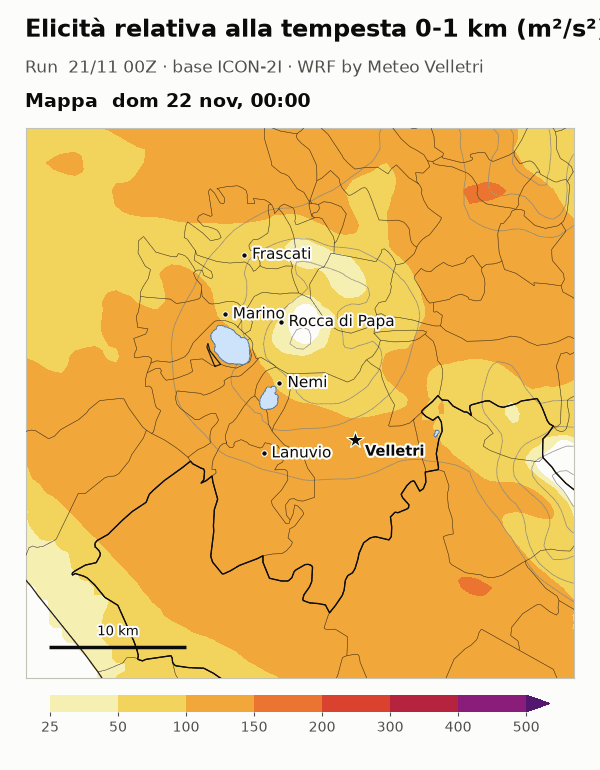 Elicità relativa alla tempesta 0-1 km (m²/s²)
Run 21/11 00Z · base ICON-2I · WRF by Meteo Velletri
Mappa dom 22 nov, 00:00
Frascati
Marino
Rocca di Papa
Nemi
Velletri
Lanuvio
10 km
25 50 100 150 200 300 400 500